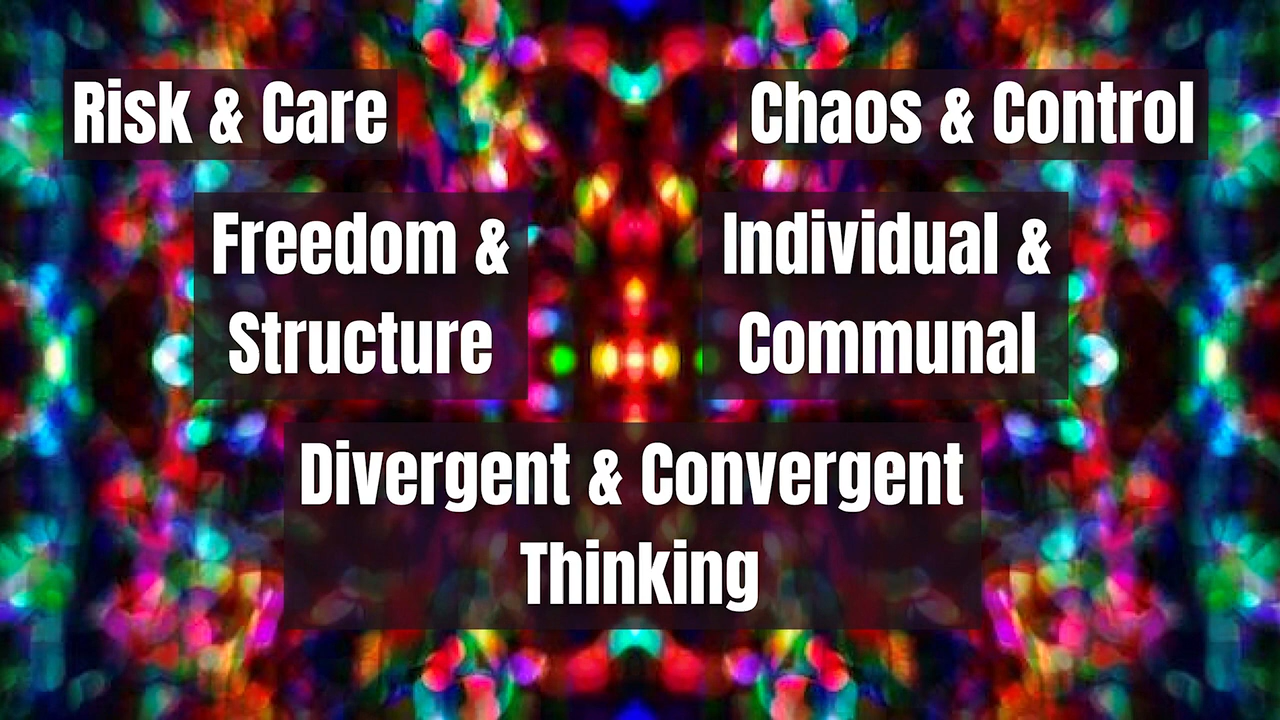 Risk & Care
Chaos & Control
Freedom &
Structure
Individual &
Communal
Divergent & Convergent
Thinking